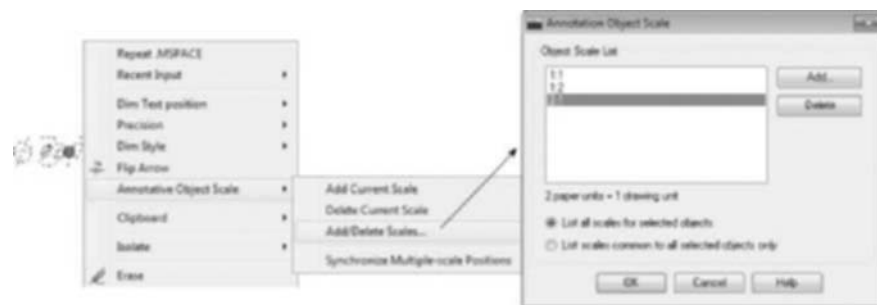 Repeat .MSPACE
Recent Input
Dim Text position
Precision
Dim Style
Flip Arrow
Annotative Object Scale
Clipboard
Isolate
Erase
Add Current Scale
Delete Current Scale
Add/Delete Scales...
Synchronize Multiple-scale Positions
Annotation Object Scale
Object Scale List
1:1
1:2
Add...
Delete
2 paper units = 1 drawing unit
List all scales for selected objects
List scales common to all selected objects only
OK
Cancel
Help